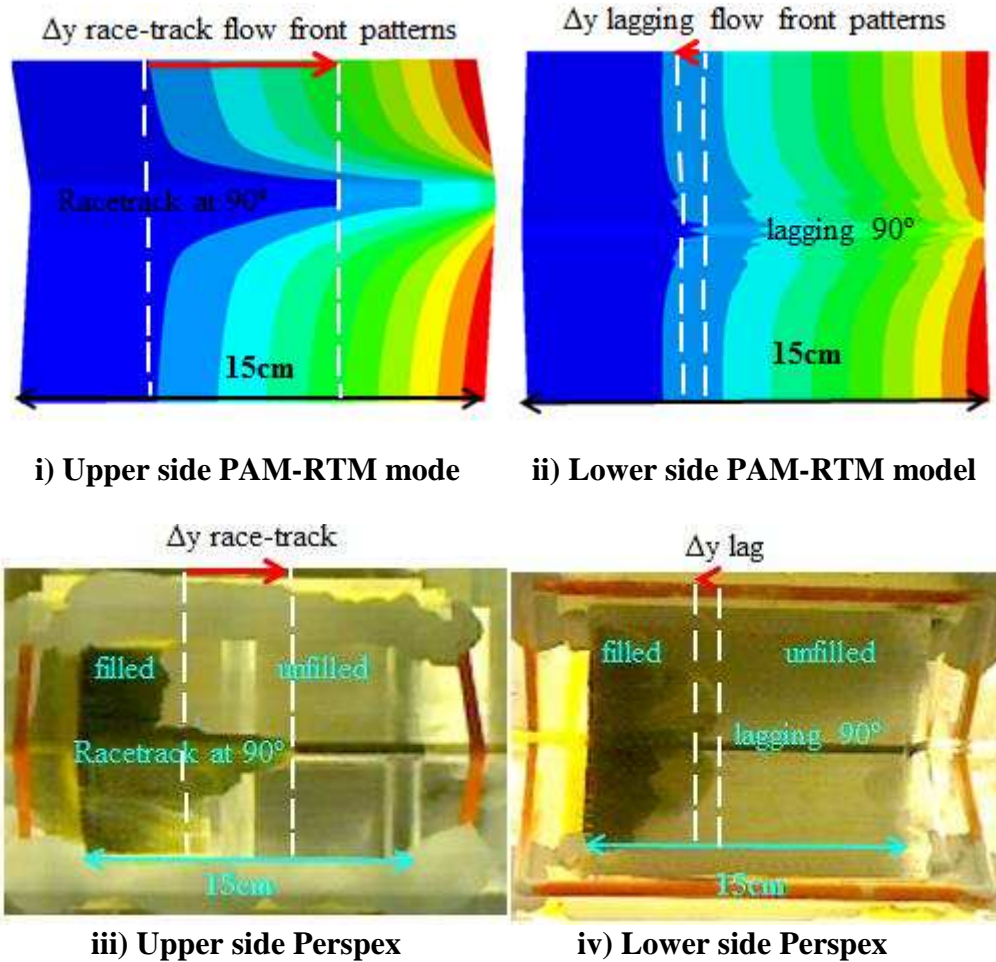 Δy race-track flow front patterns
Δy lagging flow front patterns
Racetrack at 90°
lagging 90°
15cm
15cm
i) Upper side PAM-RTM mode
ii) Lower side PAM-RTM model
Δy race-track
Δy lag
filled
unfilled
filled
unfilled
Racetrack at 90°
lagging 90°
15cm
15cm
iii) Upper side Perspex
iv) Lower side Perspex